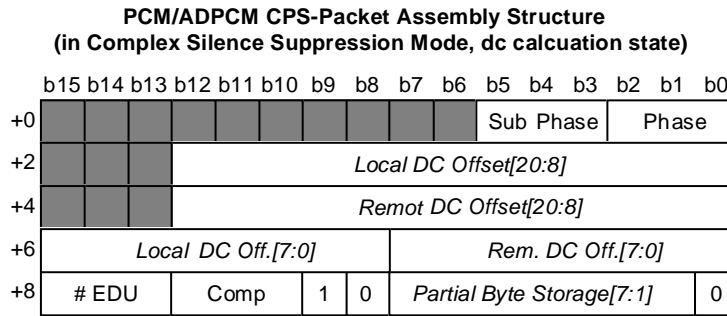 PCM/ADPCM CPS-Packet Assembly Structure
(in Complex Silence Suppression Mode, dc calcuation state)
b15 b14 b13 b12 b11 b10 b9 b8 b7 b6 b5 b4 b3 b2 b1 b0
+0 Sub Phase Phase
+2 Local DC Offset[20:8]
+4 Remot DC Offset[20:8]
+6 Local DC Off.[7:0] Rem. DC Off.[7:0]
+8 # EDU Comp 1 0 Partial Byte Storage[7:1] 0